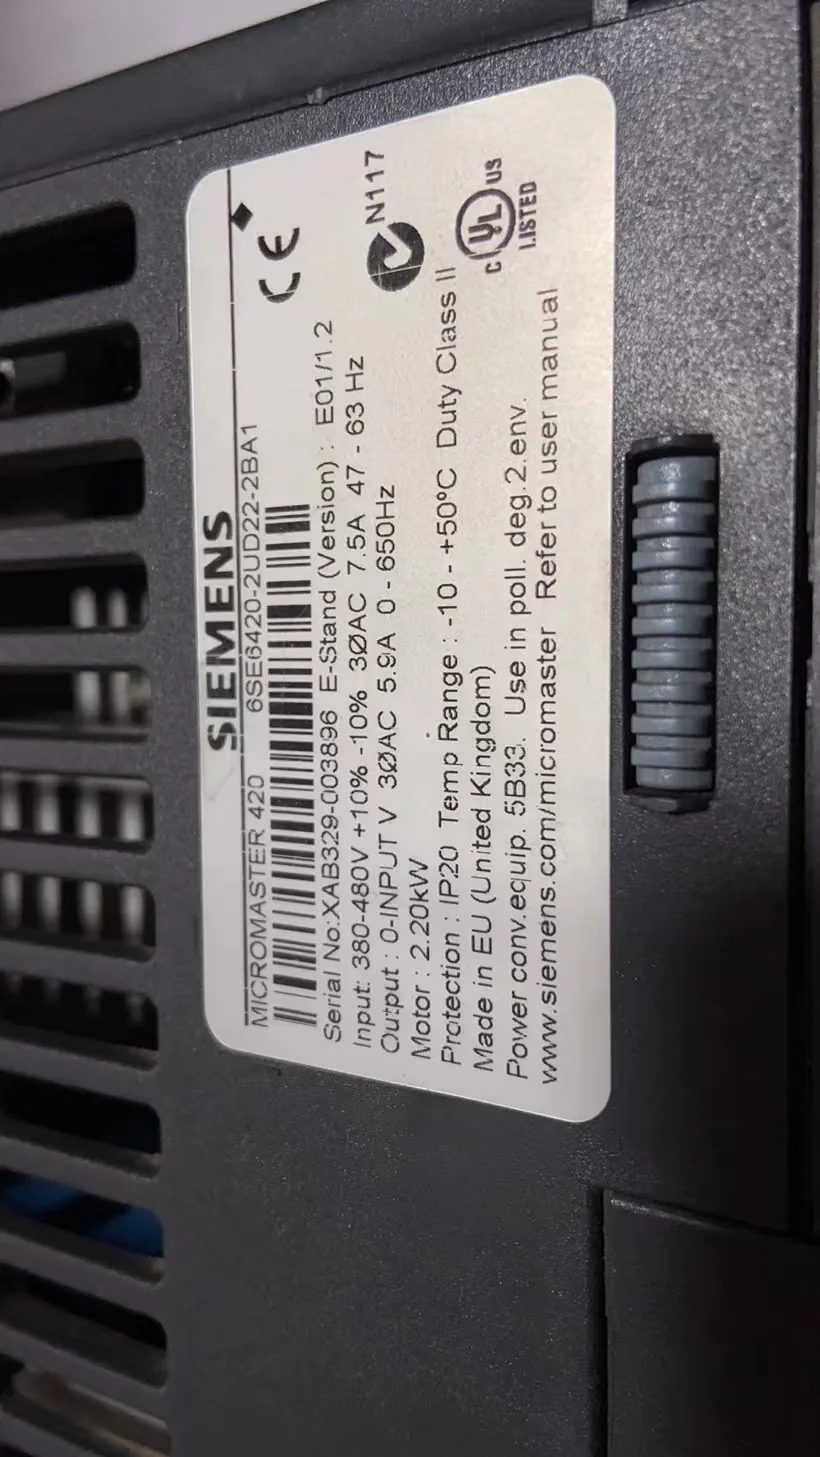 SIEMENS
MICROMASTER 420 6SE6420-2UD22-2BA1
CE
Serial No:XAB329-003896 E-Stand (Version) : E01/1.2
Input: 380-480V +10% -10% 3ØAC 7.5A 47 - 63 Hz
N117
Output : 0-INPUT V 3ØAC 5.9A 0 - 650Hz
Motor : 2.20kW
Protection : IP20 Temp Range : -10 - +50°C Duty Class II
C UL US
LISTED
Made in EU (United Kingdom)
Power conv.equip. 5B33. Use in poll. deg.2.env.
www.siemens.com/micromaster Refer to user manual